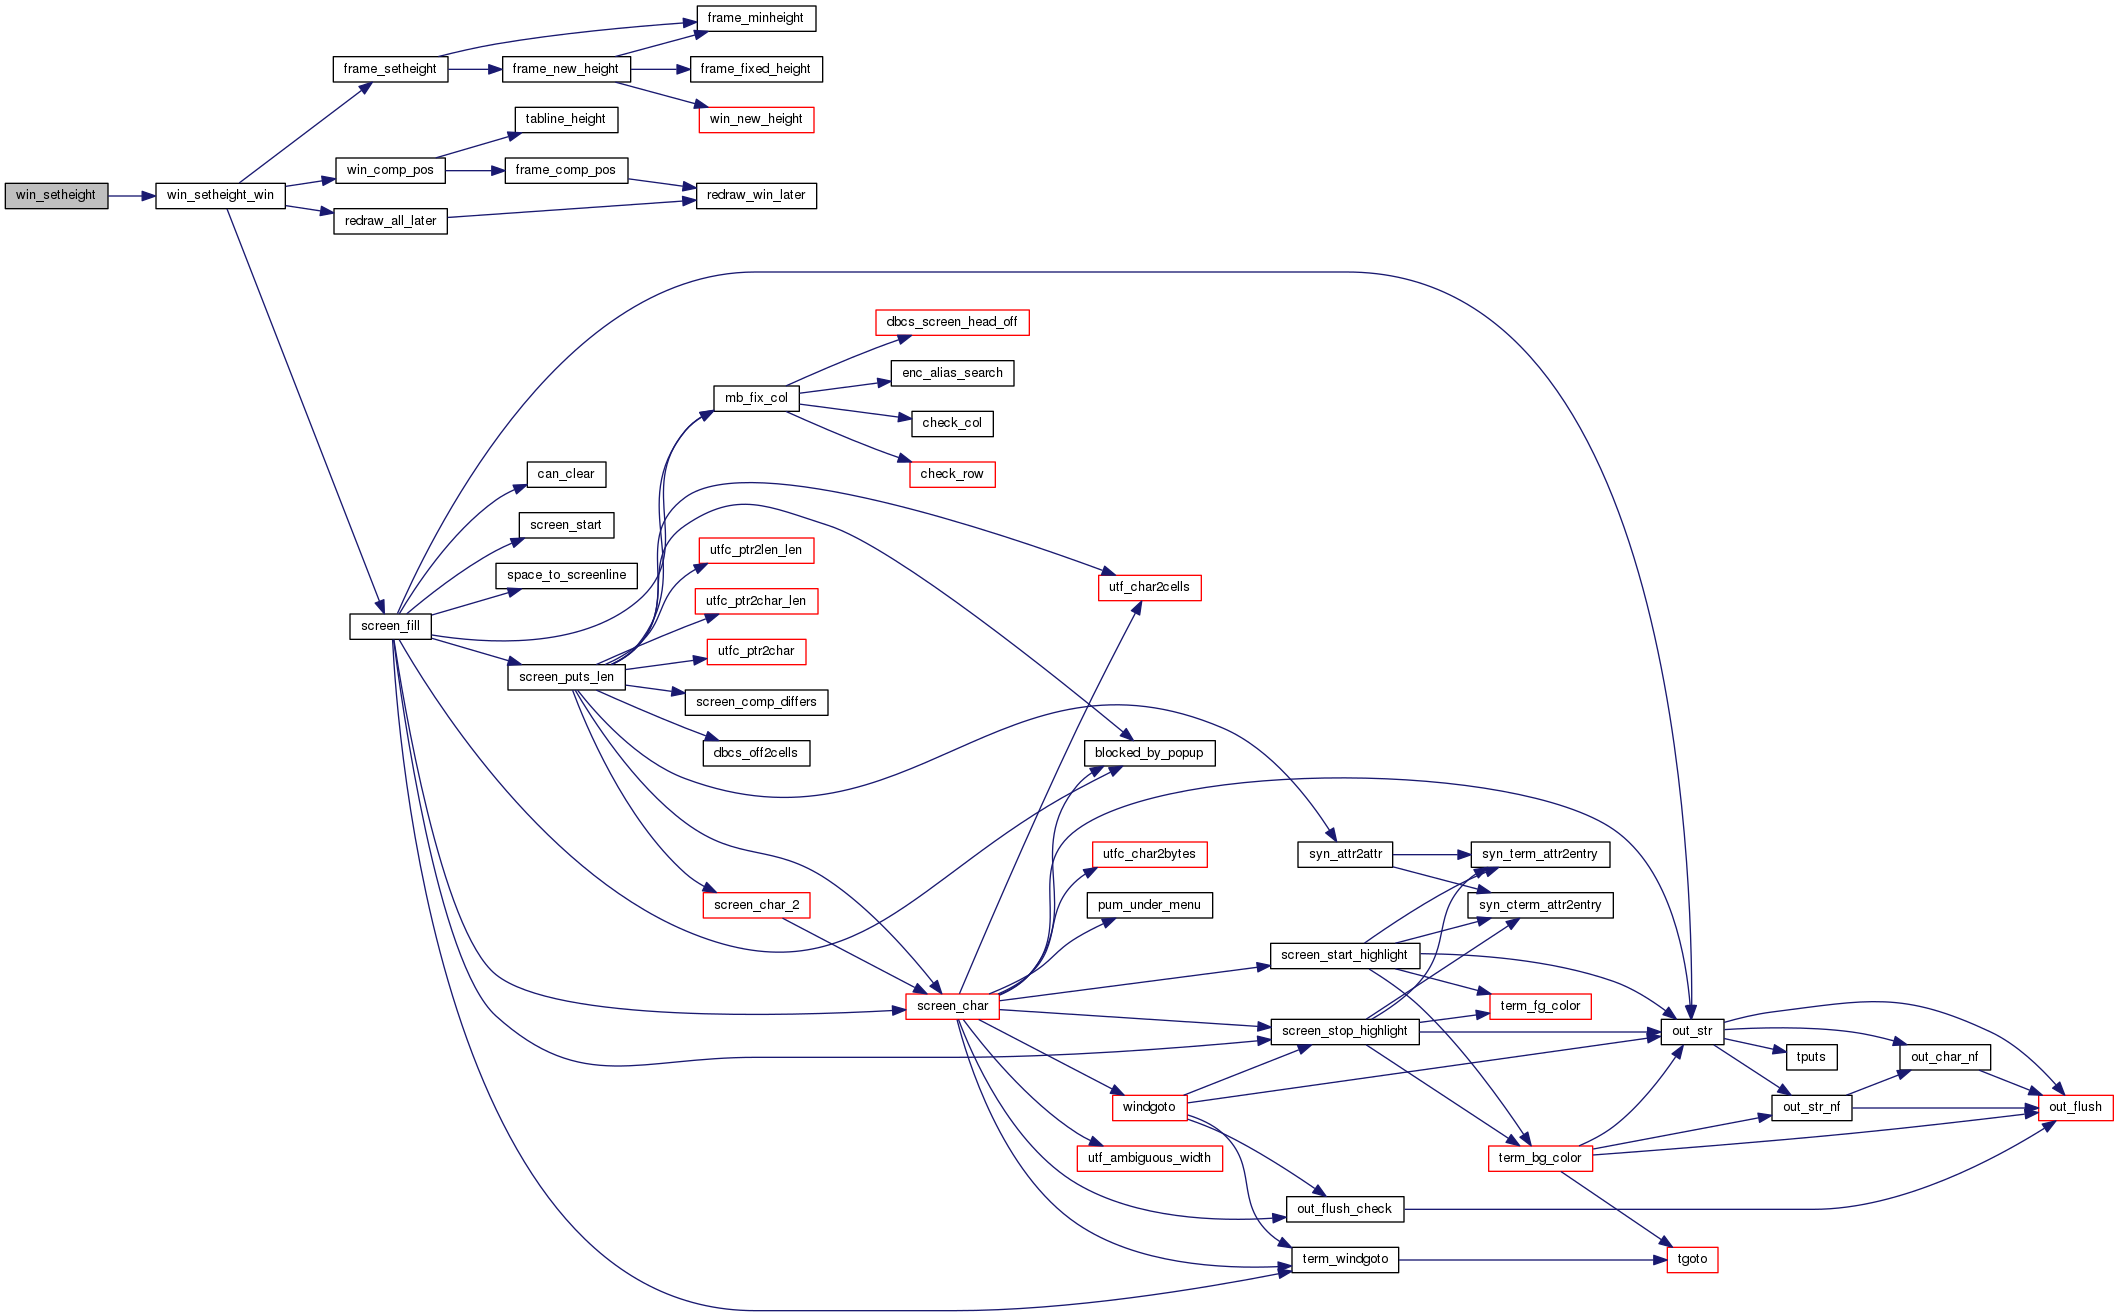 frame_minheight
frame_setheight
frame_new_height
frame_fixed_height
tabline_height
win_new_height
win_comp_pos
frame_comp_pos
win_setheight
win_setheight_win
redraw_win_later
redraw_all_later
dbcs_screen_head_off
enc_alias_search
mb_fix_col
check_col
can_clear
check_row
screen_start
utfc_ptr2len_len
space_to_screenline
utf_char2cells
utfc_ptr2char_len
screen_fill
utfc_ptr2char
screen_puts_len
screen_comp_differs
dbcs_off2cells
blocked_by_popup
utfc_char2bytes
syn_attr2attr
syn_term_attr2entry
screen_char_2
pum_under_menu
syn_cterm_attr2entry
screen_start_highlight
screen_char
term_fg_color
screen_stop_highlight
out_str
tputs
out_char_nf
windgoto
out_str_nf
out_flush
utf_ambiguous_width
term_bg_color
out_flush_check
term_windgoto
tgoto